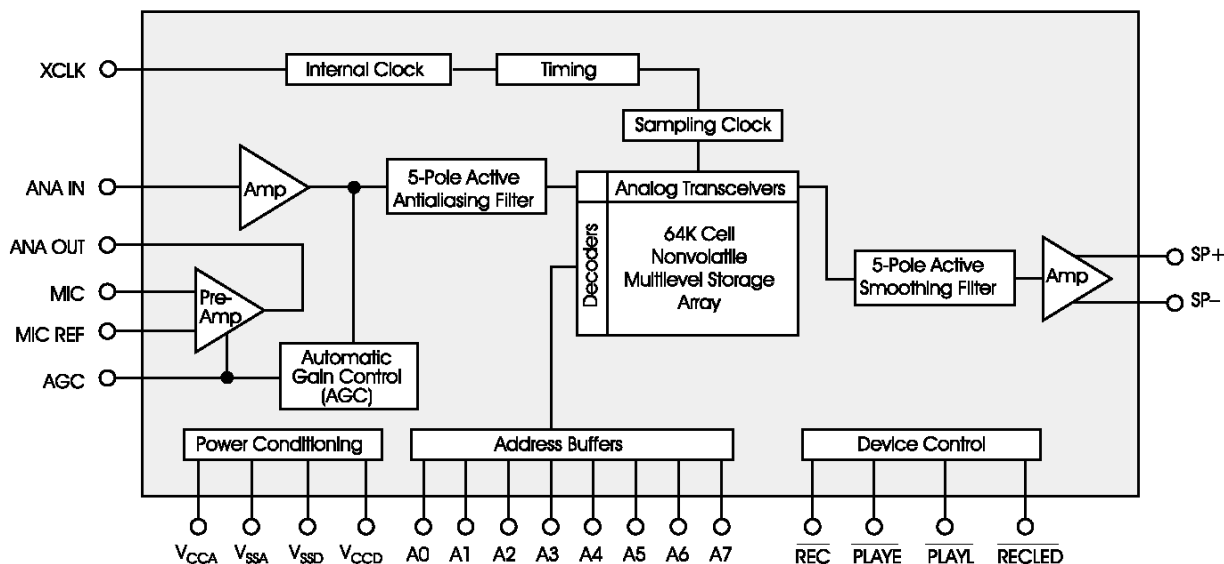 XCLK
Internal Clock
Timing
Sampling Clock
ANA IN
Amp
5-Pole Active
Antialiasing Filter
Analog Transceivers
Decoders
64K Cell
Nonvolatile
Multilevel Storage
Array
ANA OUT
MIC
Pre-
Amp
MIC REF
AGC
Automatic
Gain Control
(AGC)
5-Pole Active
Smoothing Filter
Amp
SP+
SP–
Power Conditioning
Address Buffers
Device Control
VCCA
VSSA
VSSD
VCCD
A0
A1
A2
A3
A4
A5
A6
A7
REC
PLAYE
PLAYL
RECLED